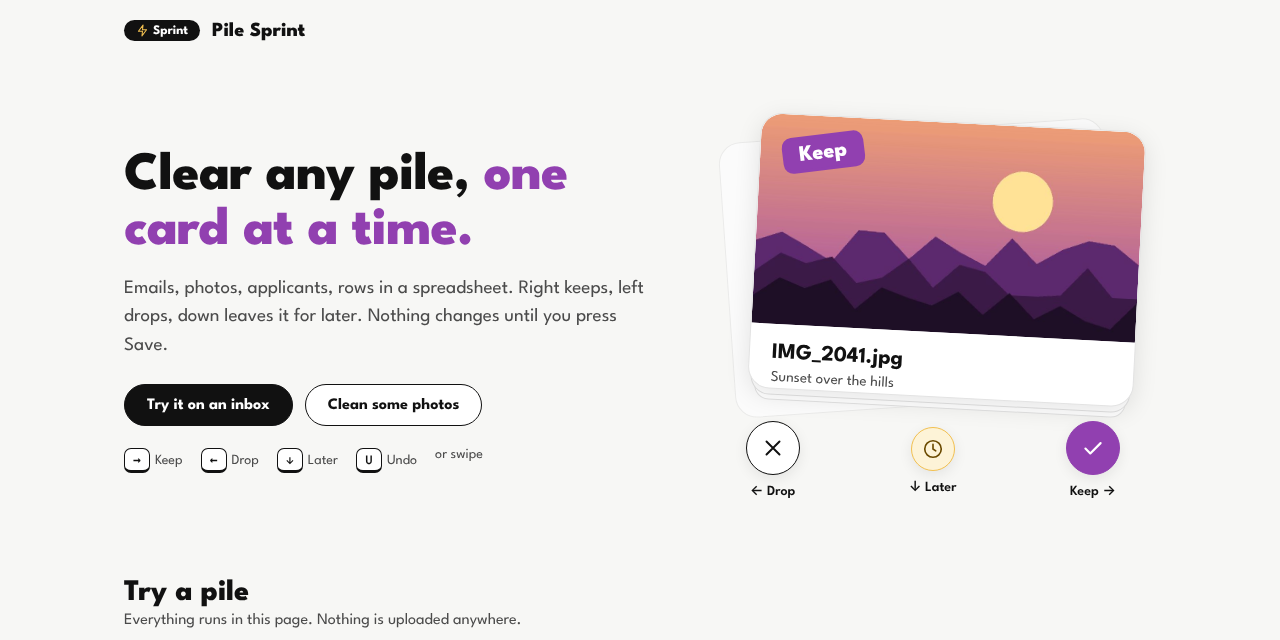 Sprint Pile Sprint
Clear any pile, one
card at a time.
Emails, photos, applicants, rows in a spreadsheet. Right keeps, left
drops, down leaves it for later. Nothing changes until you press
Save.
Try it on an inbox
Clean some photos
→ Keep ← Drop ↓ Later U Undo or swipe
Keep
IMG_2041.jpg
Sunset over the hills
← Drop
↓ Later
Keep →
Try a pile
Everything runs in this page. Nothing is uploaded anywhere.